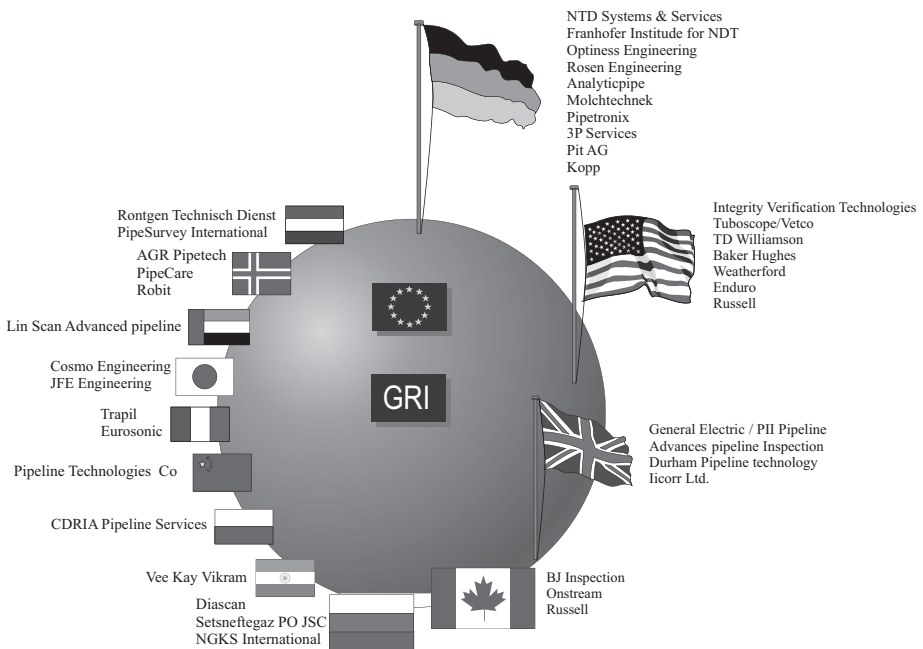 NTD Systems & Services
Franhofer Institude for NDT
Optiness Engineering
Rosen Engineering
Analyticpipe
Molchtechnek
Pipetronix
3P Services
Pit AG
Kopp
Integrity Verification Technologies
Tuboscope/Vetco
TD Williamson
Baker Hughes
Weatherford
Enduro
Russell
Rontgen Technisch Dienst
PipeSurvey International
AGR Pipetech
PipeCare
Robit
Lin Scan Advanced pipeline
Cosmo Engineering
JFE Engineering
GRI
Trapil
Eurosonic
General Electric / PII Pipeline
Advances pipeline Inspection
Durham Pipeline technology
Iicorr Ltd.
Pipeline Technologies Co
CDRIA Pipeline Services
Vee Kay Vikram
BJ Inspection
Onstream
Russell
Diascan
Setsneftegaz PO JSC
NGKS International